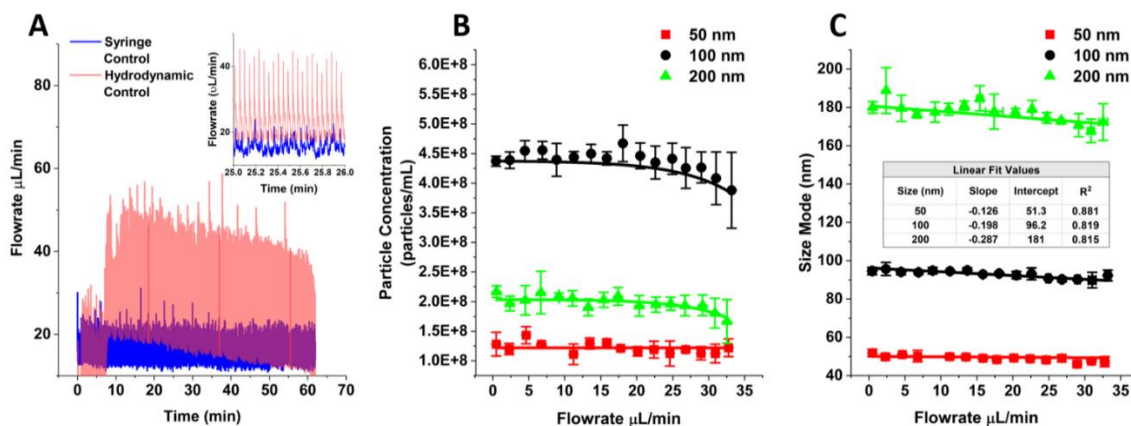 A
Syringe
Control
Hydrodynamic
Control
Flowrate (υL/min)
40
20
25.0 25.2 25.4 25.6 25.8 26.0
Time (min)
Flowrate μL/min
80
60
40
20
0 10 20 30 40 50 60 70
Time (min)
B
50 nm
100 nm
200 nm
Particle Concentration
(particles/mL)
6.0E+8
5.0E+8
4.5E+8
4.0E+8
3.5E+8
2.5E+8
2.0E+8
1.5E+8
1.0E+8
0 5 10 15 20 25 30 35
Flowrate μL/min
C
50 nm
100 nm
200 nm
Size Mode (nm)
200
180
160
140
120
100
80
60
40
Linear Fit Values
Size (nm) Slope Intercept R²
50 -0.126 51.3 0.881
100 -0.198 96.2 0.819
200 -0.287 181 0.815
0 5 10 15 20 25 30 35
Flowrate μL/min